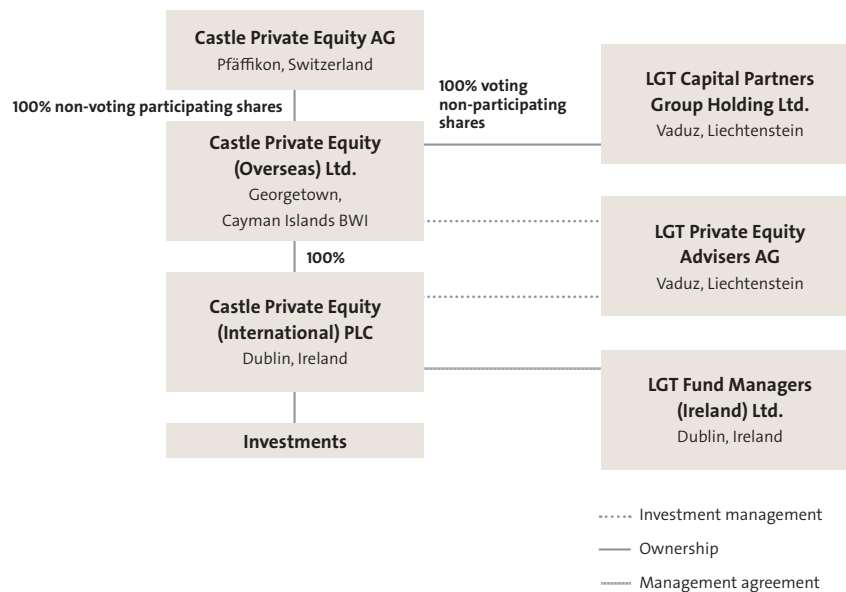 Castle Private Equity AG
Pfäffikon, Switzerland
100% non-voting participating shares
100% voting
non-participating
shares
LGT Capital Partners
Group Holding Ltd.
Vaduz, Liechtenstein
Castle Private Equity
(Overseas) Ltd.
Georgetown,
Cayman Islands BWI
LGT Private Equity
Advisers AG
Vaduz, Liechtenstein
100%
Castle Private Equity
(International) PLC
Dublin, Ireland
LGT Fund Managers
(Ireland) Ltd.
Dublin, Ireland
Investments
Investment management
Ownership
Management agreement